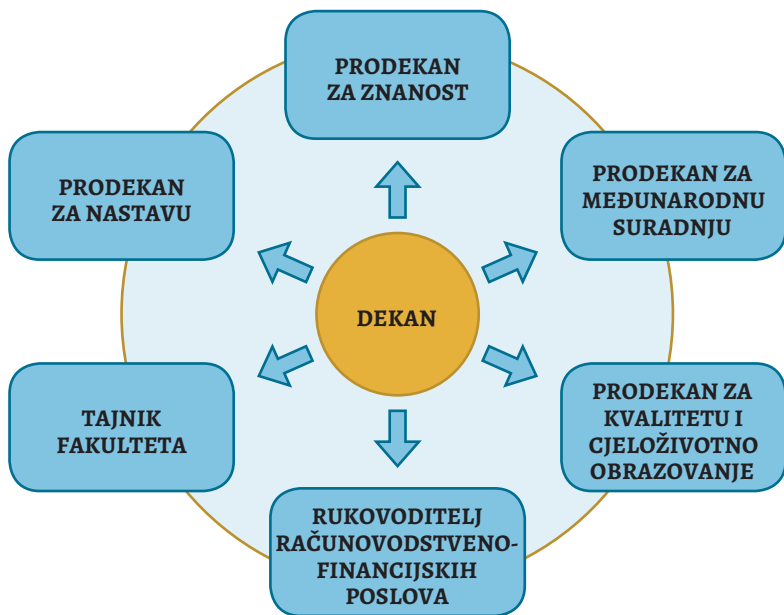 PRODEKAN
ZA ZNANOST
PRODEKAN
ZA NASTAVU
PRODEKAN ZA
MEĐUNARODNU
SURADNJU
DEKAN
TAJNIK
FAKULTETA
PRODEKAN ZA
KVALITETU I
CJELOŽIVOTNO
OBRAZOVANJE
RUKOVODITELJ
RAČUNOVODSTVENO-
FINANCIJSKIH
POSLOVA